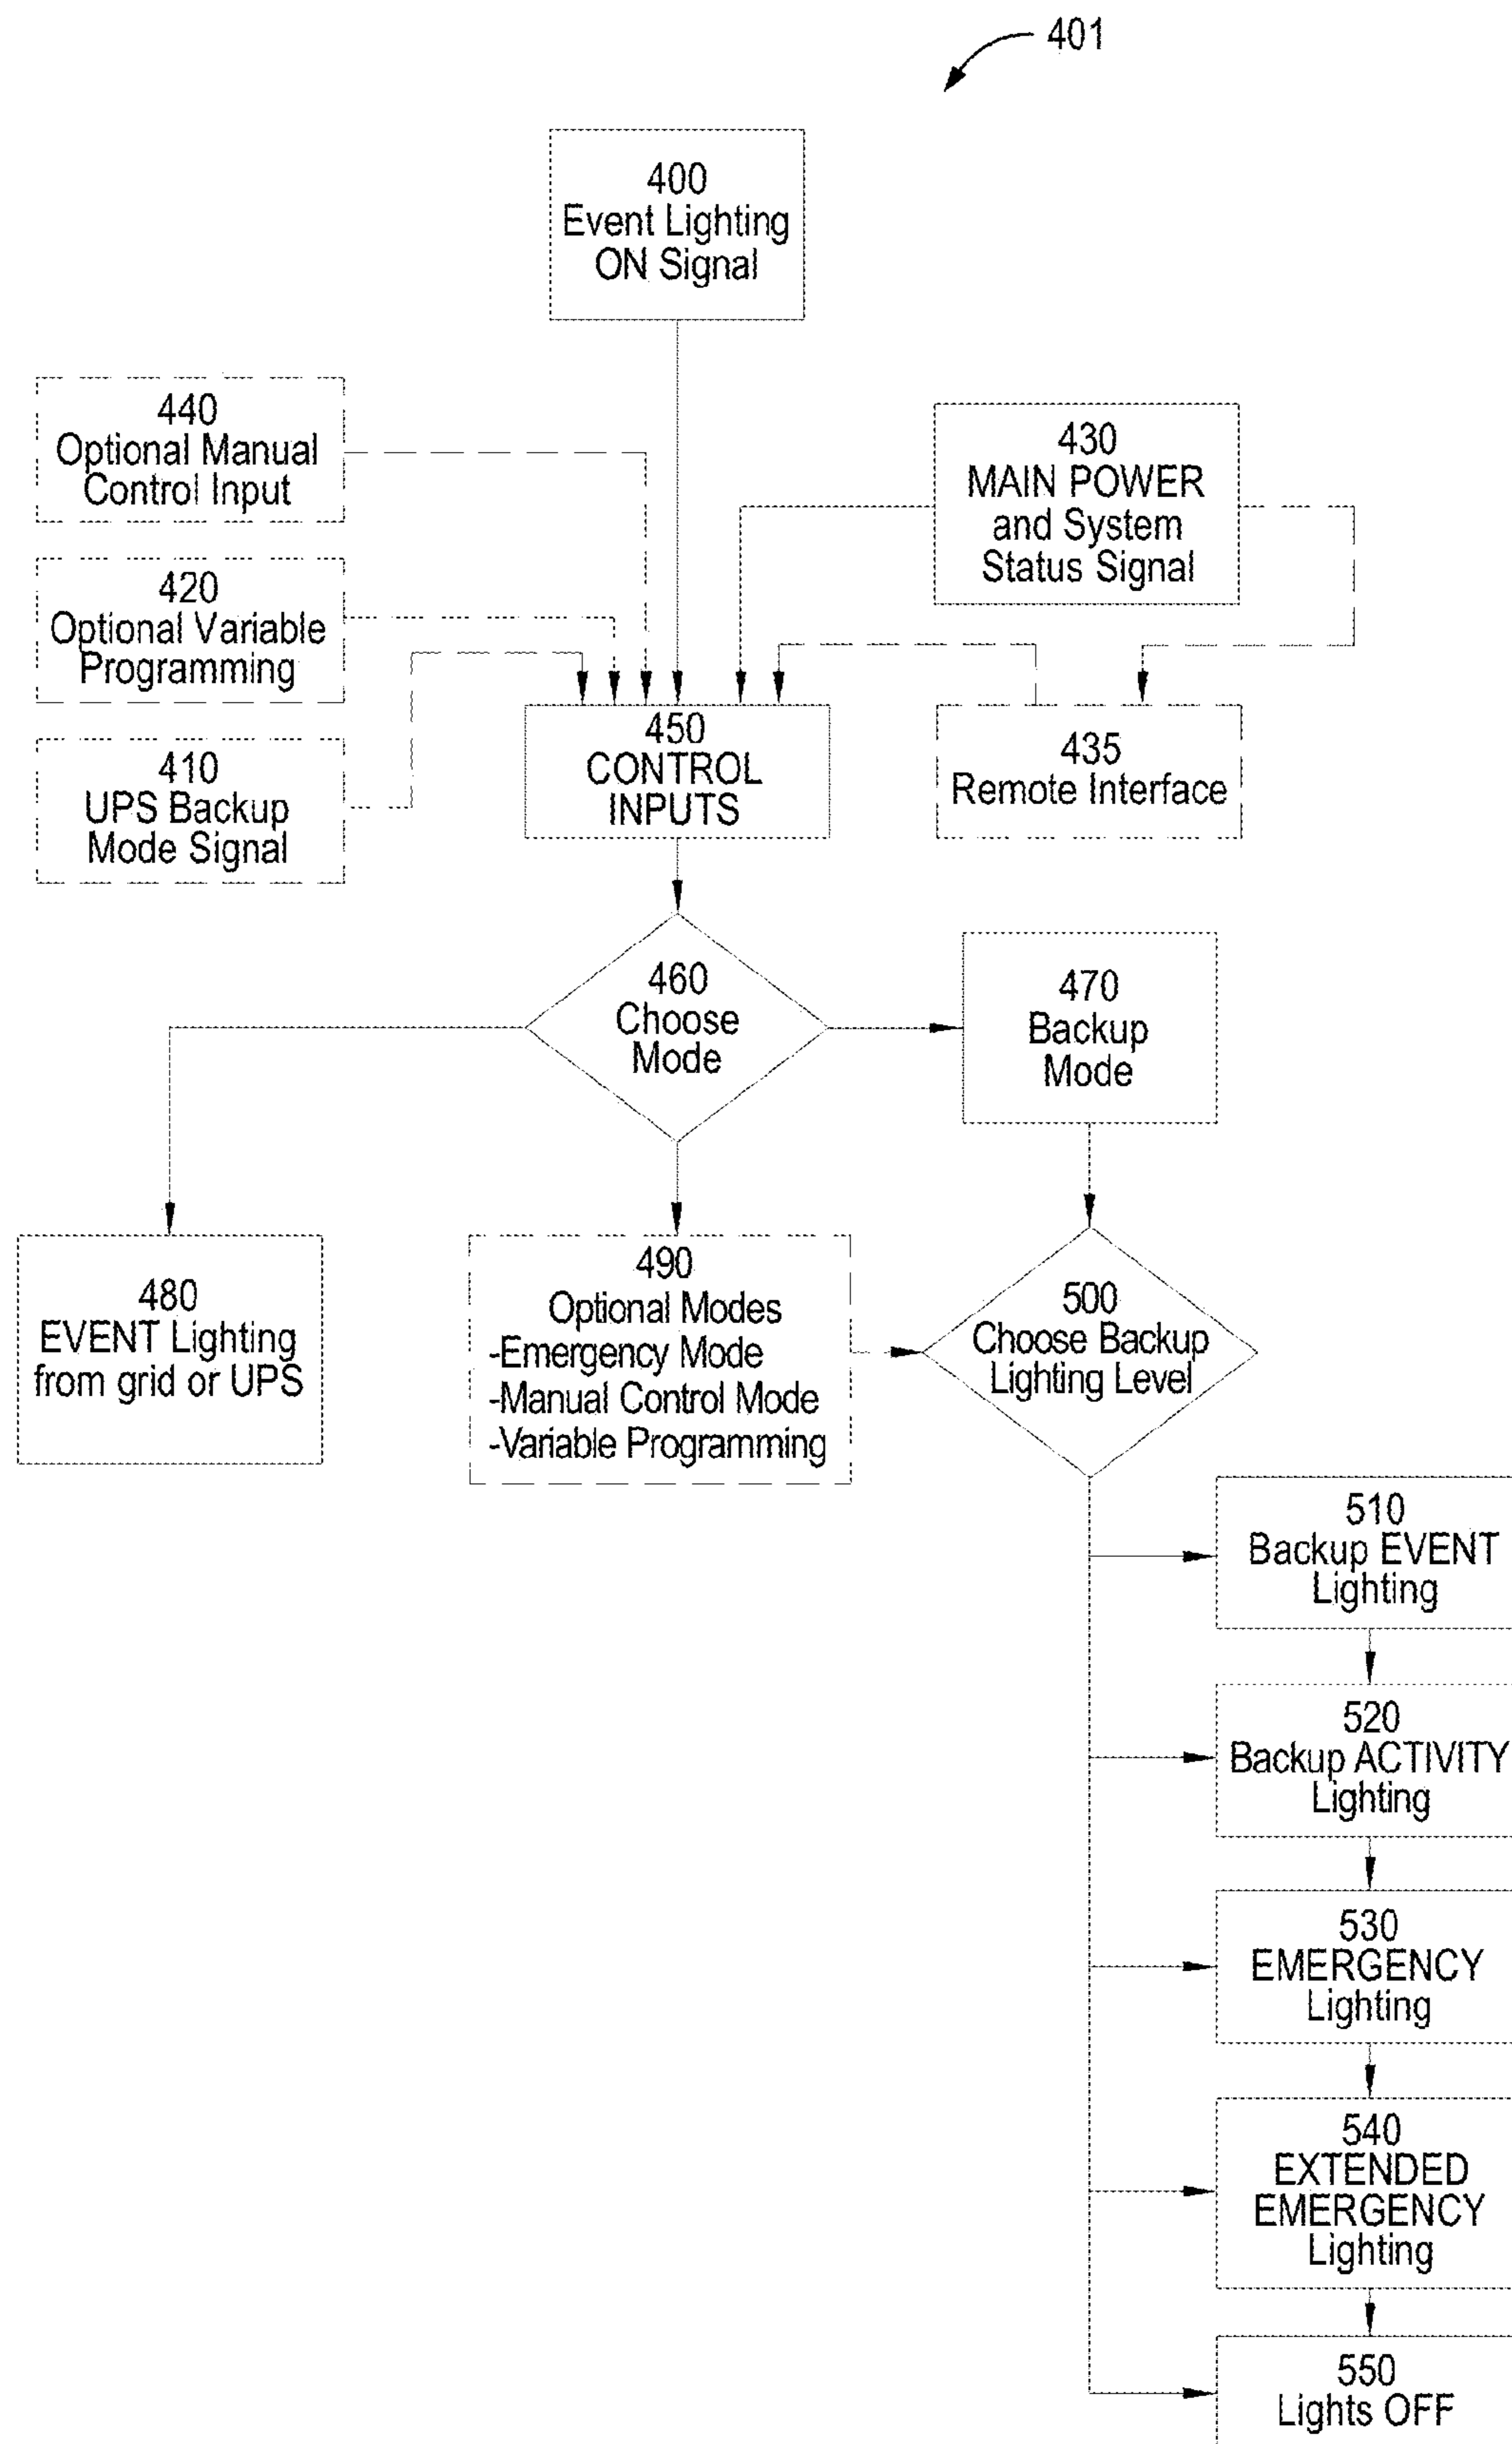 401
400
Event Lighting
ON Signal
440
Optional Manual
Control Input
430
MAIN POWER
and System
Status Signal
420
Optional Variable
Programming
410
UPS Backup
Mode Signal
450
CONTROL
INPUTS
435
Remote Interface
460
Choose
Mode
470
Backup
Mode
480
EVENT Lighting
from grid or UPS
490
Optional Modes
-Emergency Mode
-Manual Control Mode
-Variable Programming
500
Choose Backup
Lighting Level
510
Backup EVENT
Lighting
520
Backup ACTIVITY
Lighting
530
EMERGENCY
Lighting
540
EXTENDED
EMERGENCY
Lighting
550
Lights OFF